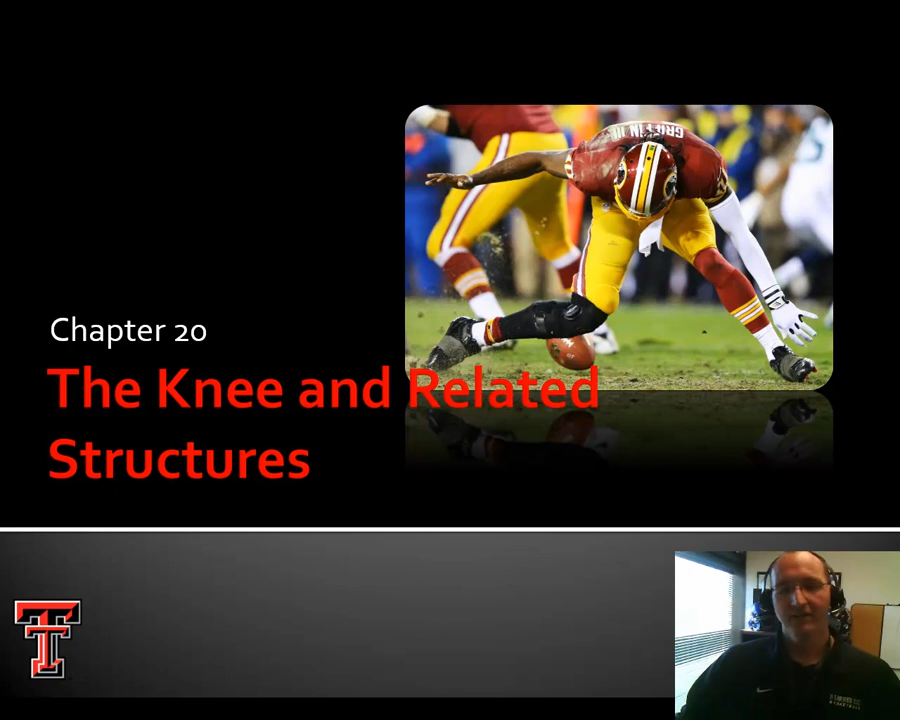 GRIFFIN III
Chapter 20
The Knee and Related
Structures
T